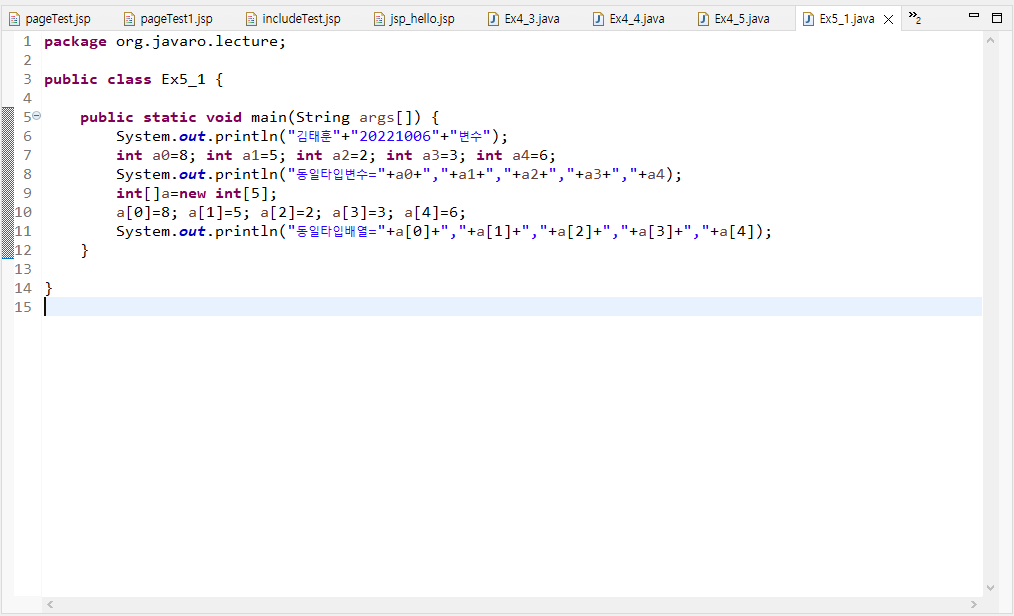 pageTest.jsp pageTest1.jsp includeTest.jsp jsp_hello.jsp Ex4_3.java Ex4_4.java Ex4_5.java Ex5_1.java »2
1 package org.javaro.lecture;
2
3 public class Ex5_1 {
4
5 public static void main(String args[]) {
6 System.out.println("김태훈"+"20221006"+"변수");
7 int a0=8; int a1=5; int a2=2; int a3=3; int a4=6;
8 System.out.println("동일타입변수="+a0+","+a1+","+a2+","+a3+","+a4);
9 int[]a=new int[5];
10 a[0]=8; a[1]=5; a[2]=2; a[3]=3; a[4]=6;
11 System.out.println("동일타입배열="+a[0]+","+a[1]+","+a[2]+","+a[3]+","+a[4]);
12 }
13
14 }
15